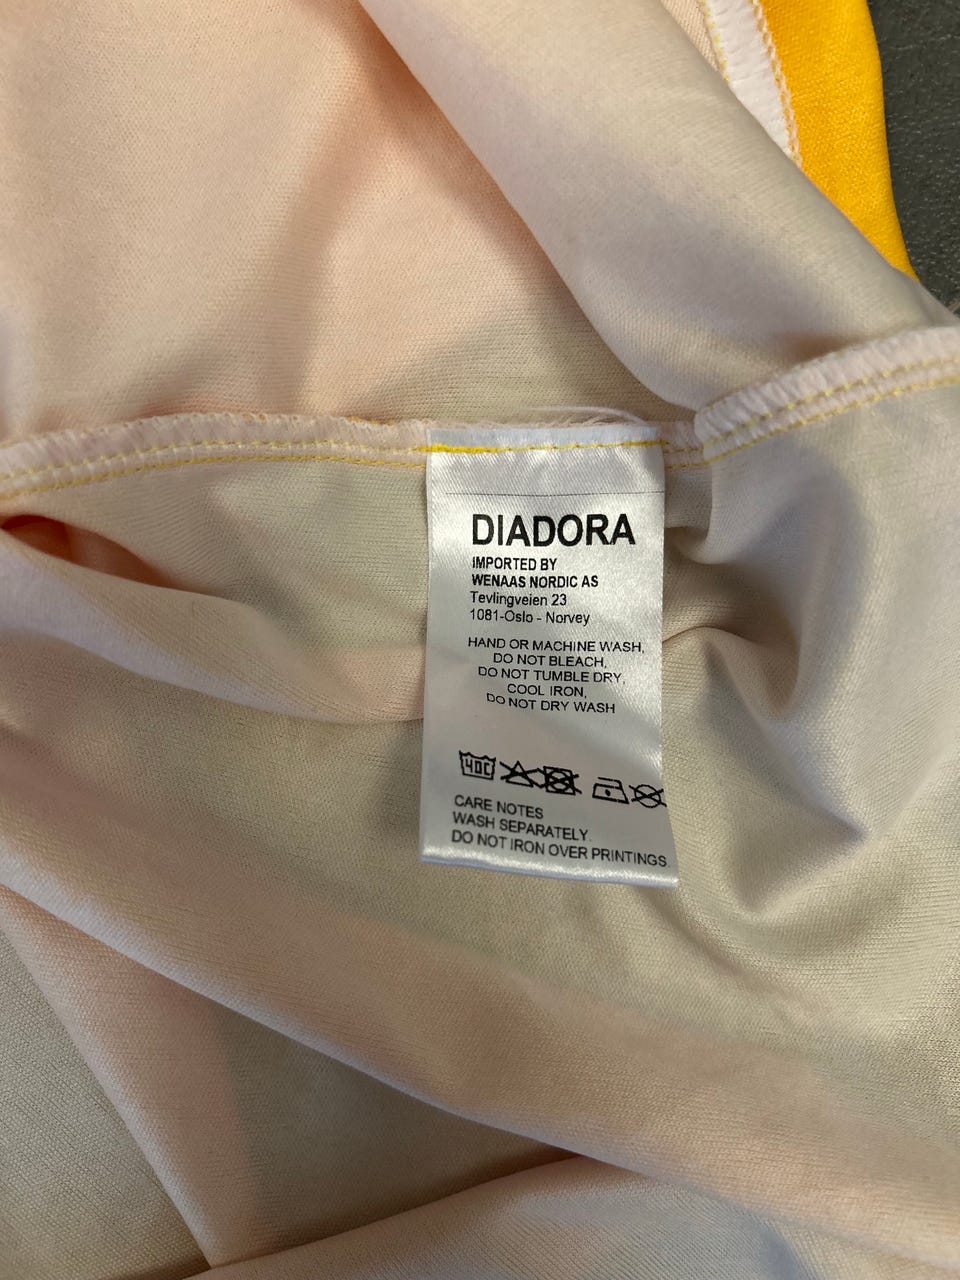 DIADORA
IMPORTED BY
WENAAS NORDIC AS
Tevlingveien 23
1081-Oslo - Norvey
HAND OR MACHINE WASH,
DO NOT BLEACH,
DO NOT TUMBLE DRY,
COOL IRON,
DO NOT DRY WASH
40C
CARE NOTES
WASH SEPARATELY.
DO NOT IRON OVER PRINTINGS